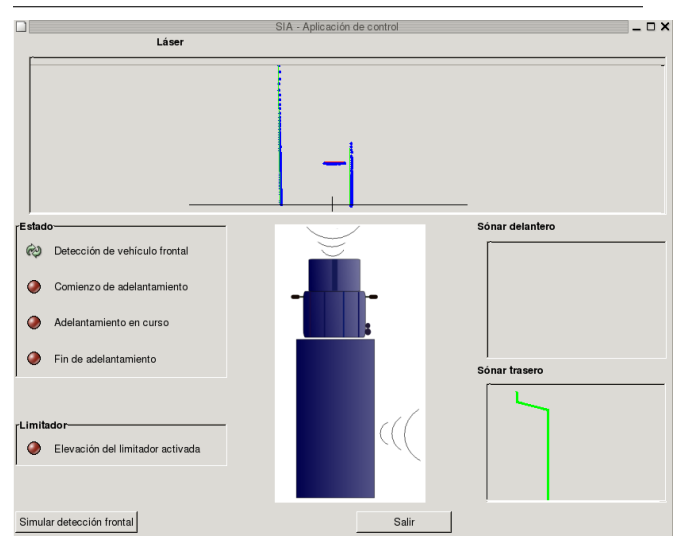 SIA - Aplicación de control
Láser
Estado
Detección de vehículo frontal
Comienzo de adelantamiento
Adelantamiento en curso
Fin de adelantamiento
Sónar delantero
Sónar trasero
Limitador
Elevación del limitador activada
Simular detección frontal
Salir